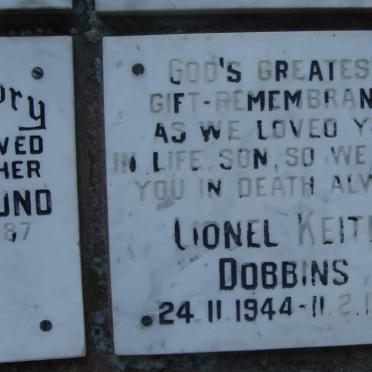 ory
VED
HER
UND
87
GOD'S GREATES
GIFT-REMEMBRAN
AS WE LOVED Y
IN LIFE, SON, SO WE
YOU IN DEATH ALW
LIONEL KEIT
DOBBINS
24 11 1944-11 2.1